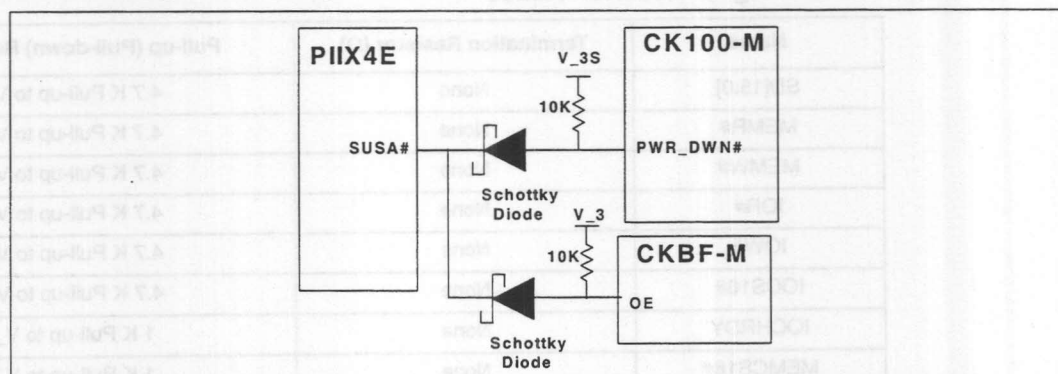 PIIX4E
CK100-M
V_3S
10K
SUSA#
PWR_DWN#
Schottky
Diode
V_3
10K
CKBF-M
OE
Schottky
Diode